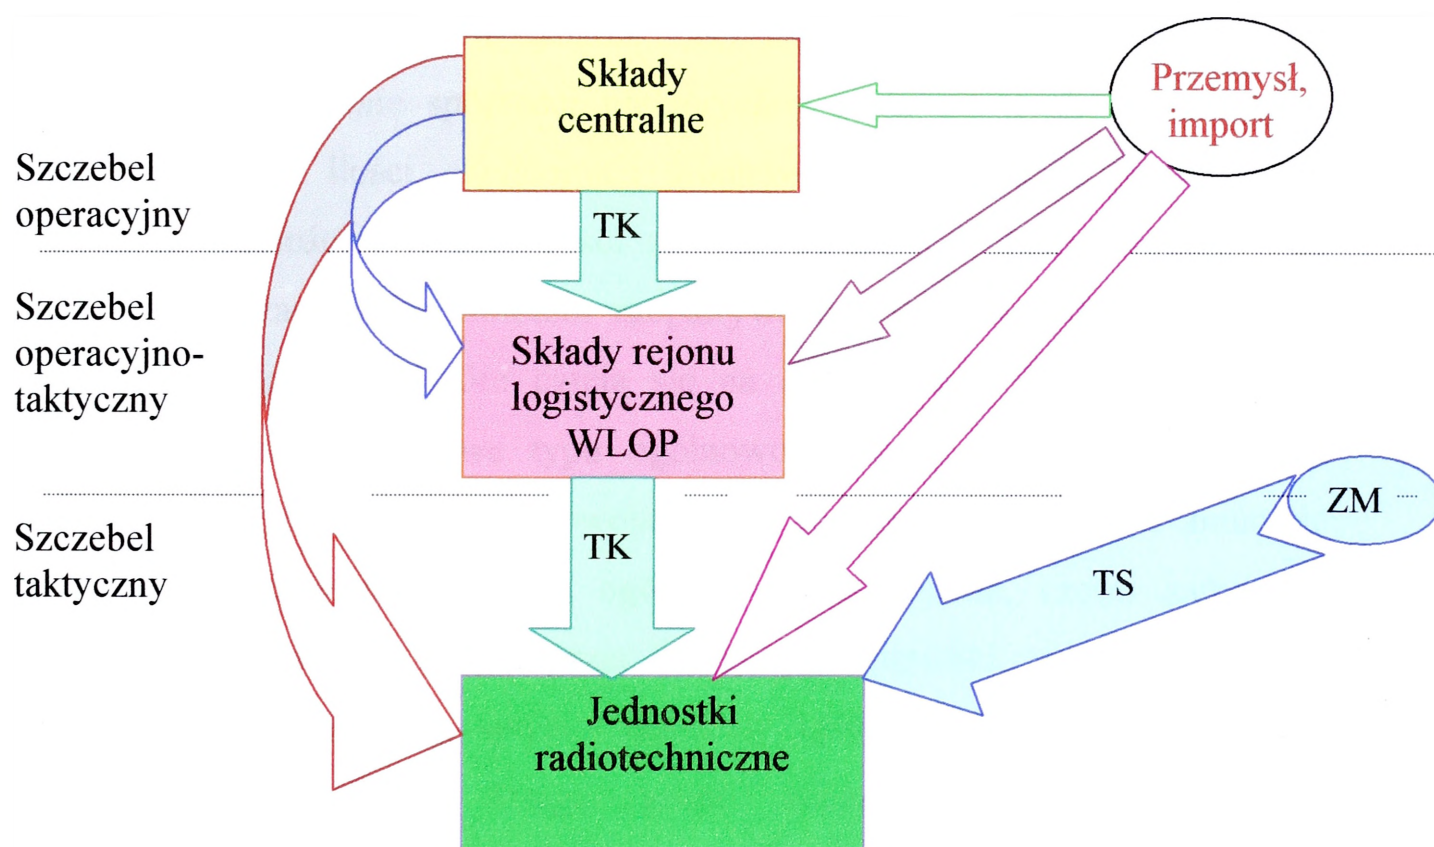 Składy
centralne
Przemysł,
import
Szczebel
operacyjny
TK
Szczebel
operacyjno-
taktyczny
Składy rejonu
logistycznego
WLOP
Szczebel
taktyczny
TK
ZM
TS
Jednostki
radiotechniczne